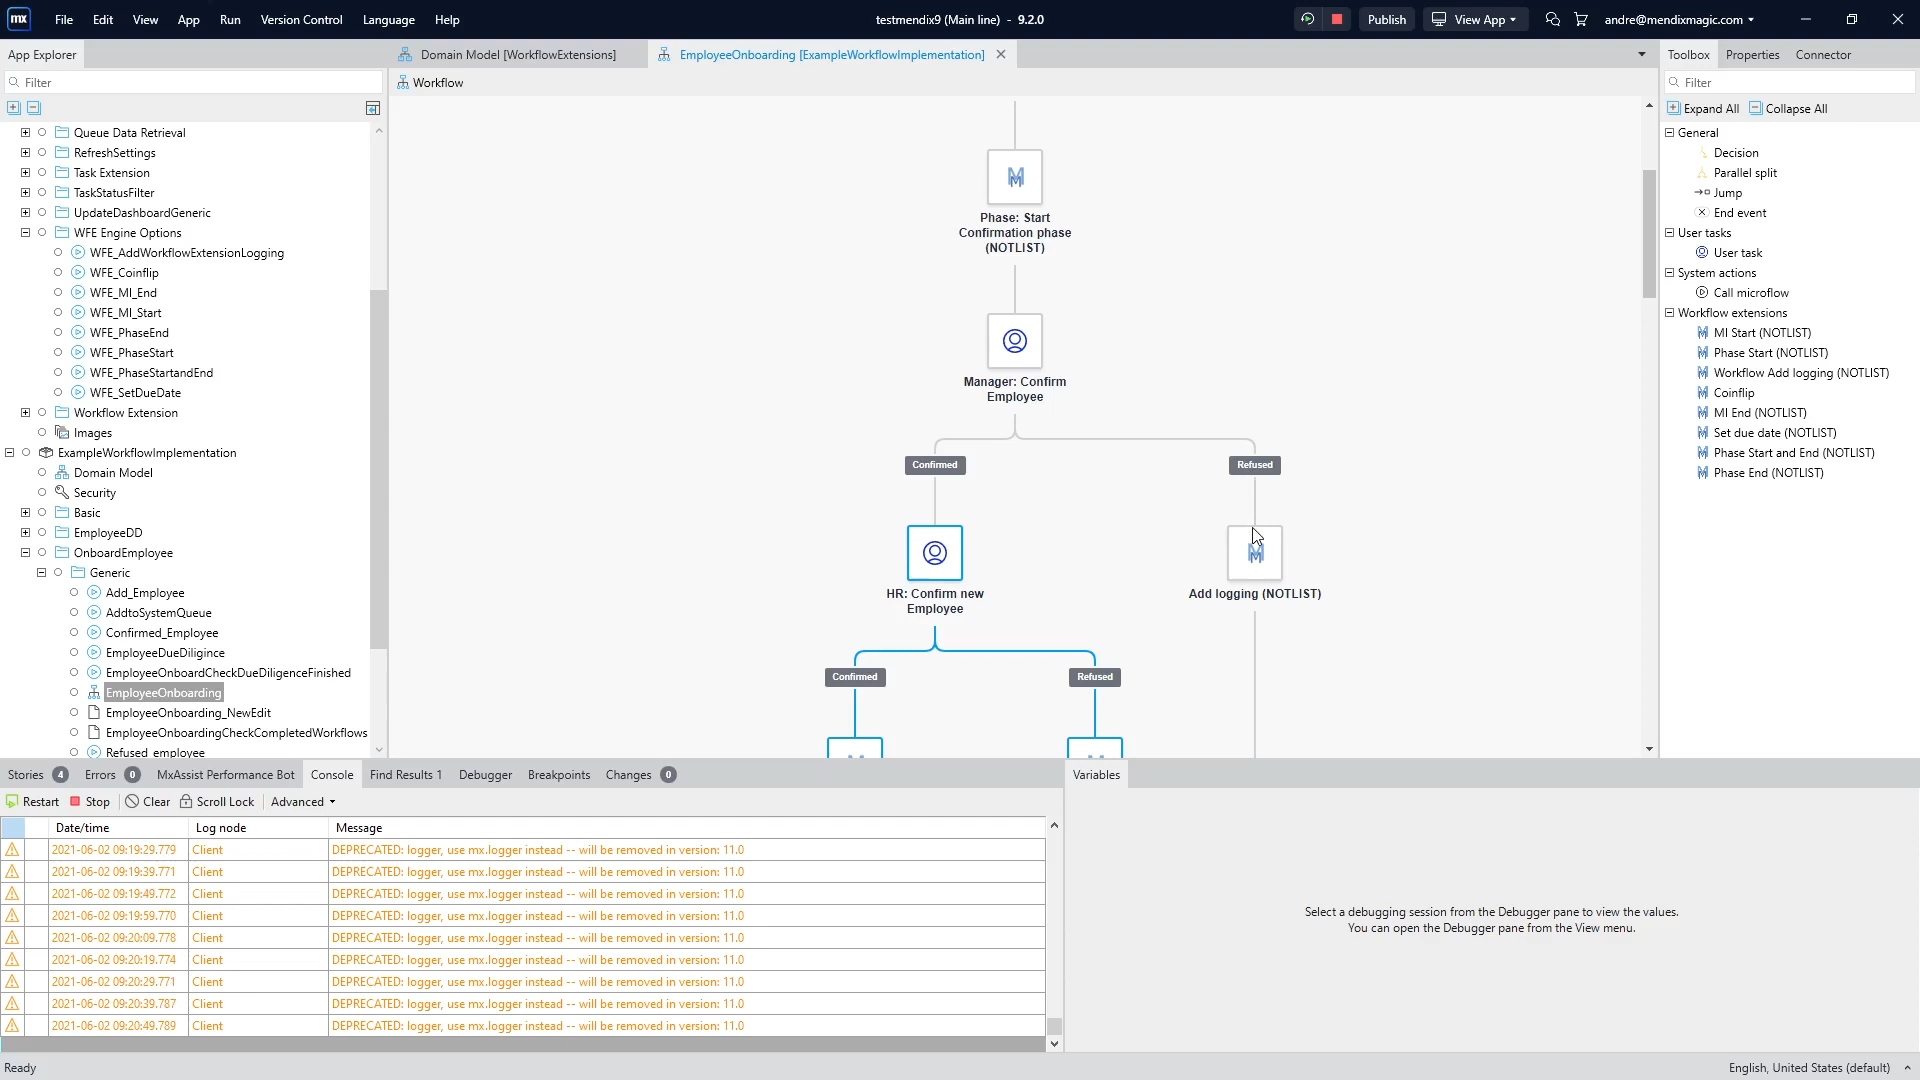 mx File Edit View App Run Version Control Language Help
testmendix9 (Main line) - 9.2.0
Publish View App andre@mendixmagic.com
App Explorer
Domain Model [WorkflowExtensions]
EmployeeOnboarding [ExampleWorkflowImplementation]
Toolbox Properties Connector
Filter
Workflow
Filter
Expand All Collapse All
Queue Data Retrieval
RefreshSettings
Task Extension
TaskStatusFilter
UpdateDashboardGeneric
WFE Engine Options
WFE_AddWorkflowExtensionLogging
WFE_Coinflip
WFE_MI_End
WFE_MI_Start
WFE_PhaseEnd
WFE_PhaseStart
WFE_PhaseStartandEnd
WFE_SetDueDate
Workflow Extension
Images
ExampleWorkflowImplementation
Domain Model
Security
Basic
EmployeeDD
OnboardEmployee
Generic
Add_Employee
AddtoSystemQueue
Confirmed_Employee
EmployeeDueDiligince
EmployeeOnboardCheckDueDiligenceFinished
EmployeeOnboarding
EmployeeOnboarding_NewEdit
EmployeeOnboardingCheckCompletedWorkflows
Refused_employee
Phase: Start
Confirmation phase
(NOTLIST)
Manager: Confirm
Employee
Confirmed
Refused
HR: Confirm new
Employee
Add logging (NOTLIST)
Confirmed
Refused
General
Decision
Parallel split
Jump
End event
User tasks
User task
System actions
Call microflow
Workflow extensions
MI Start (NOTLIST)
Phase Start (NOTLIST)
Workflow Add logging (NOTLIST)
Coinflip
MI End (NOTLIST)
Set due date (NOTLIST)
Phase Start and End (NOTLIST)
Phase End (NOTLIST)
Stories 4 Errors 0 MxAssist Performance Bot Console Find Results 1 Debugger Breakpoints Changes 0
Variables
Restart Stop Clear Scroll Lock Advanced
Date/time Log node Message
2021-06-02 09:19:29.779 Client DEPRECATED: logger, use mx.logger instead -- will be removed in version: 11.0
2021-06-02 09:19:39.771 Client DEPRECATED: logger, use mx.logger instead -- will be removed in version: 11.0
2021-06-02 09:19:49.772 Client DEPRECATED: logger, use mx.logger instead -- will be removed in version: 11.0
2021-06-02 09:19:59.770 Client DEPRECATED: logger, use mx.logger instead -- will be removed in version: 11.0
2021-06-02 09:20:09.778 Client DEPRECATED: logger, use mx.logger instead -- will be removed in version: 11.0
2021-06-02 09:20:19.774 Client DEPRECATED: logger, use mx.logger instead -- will be removed in version: 11.0
2021-06-02 09:20:29.771 Client DEPRECATED: logger, use mx.logger instead -- will be removed in version: 11.0
2021-06-02 09:20:39.787 Client DEPRECATED: logger, use mx.logger instead -- will be removed in version: 11.0
2021-06-02 09:20:49.789 Client DEPRECATED: logger, use mx.logger instead -- will be removed in version: 11.0
Select a debugging session from the Debugger pane to view the values.
You can open the Debugger pane from the View menu.
Ready
English, United States (default)